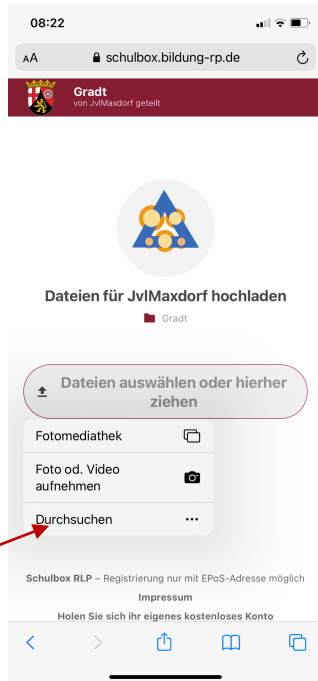 08:22
AA schulbox.bildung-rp.de
Gradt
von JvlMaxdorf geteilt
Dateien für JvlMaxdorf hochladen
Gradt
Dateien auswählen oder hierher
ziehen
Fotomediathek
Foto od. Video
aufnehmen
Durchsuchen
Schulbox RLP – Registrierung nur mit EPoS-Adresse möglich
Impressum
Holen Sie sich ihr eigenes kostenloses Konto